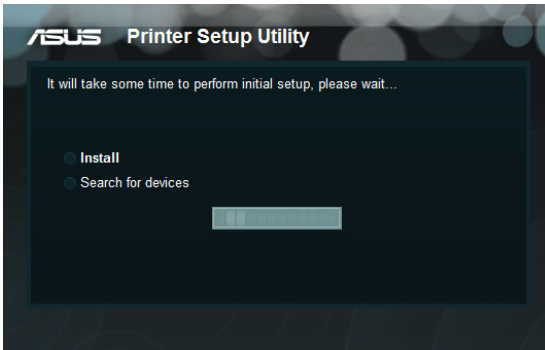 ASUS Printer Setup Utility
It will take some time to perform initial setup, please wait...
Install
Search for devices